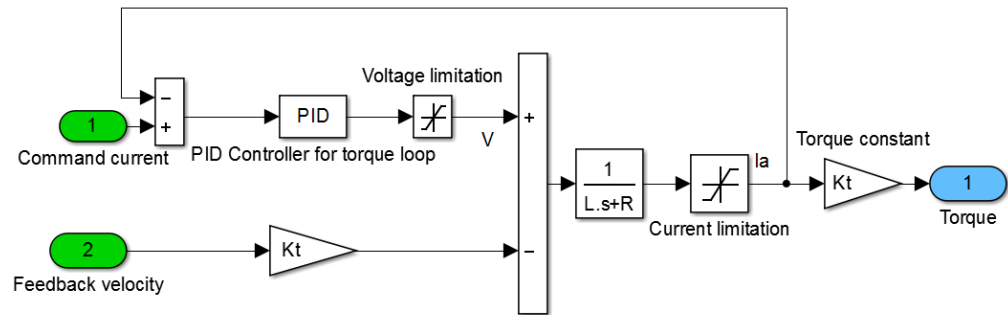 Voltage limitation
−
+
1
PID
V
+
Command current
PID Controller for torque loop
1
L.s+R
Ia
Current limitation
Torque constant
Kt
1
Torque
2
Kt
−
Feedback velocity